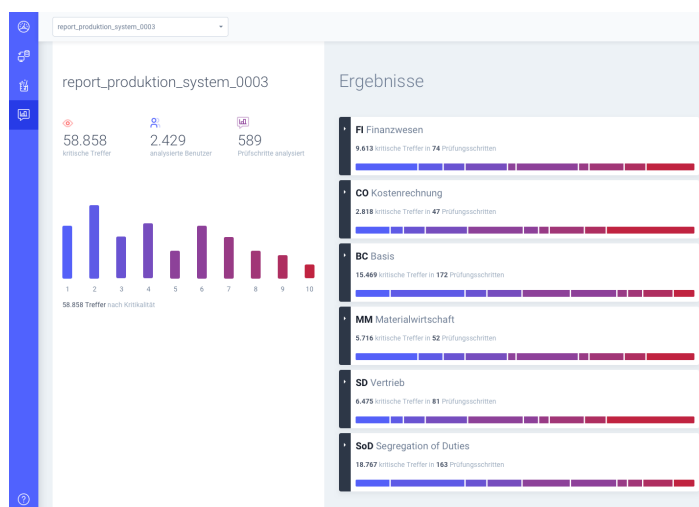 report_produktion_system_0003
report_produktion_system_0003
58.858
kritische Treffer
2.429
analysierte Benutzer
589
Prüfschritte analysiert
1 2 3 4 5 6 7 8 9 10
58.858 Treffer nach Kritikalität
Ergebnisse
FI Finanzwesen
9.613 kritische Treffer in 74 Prüfungsschritten
CO Kostenrechnung
2.818 kritische Treffer in 47 Prüfungsschritten
BC Basis
15.469 kritische Treffer in 172 Prüfungsschritten
MM Materialwirtschaft
5.716 kritische Treffer in 52 Prüfungsschritten
SD Vertrieb
6.475 kritische Treffer in 81 Prüfungsschritten
SoD Segregation of Duties
18.767 kritische Treffer in 163 Prüfungsschritten